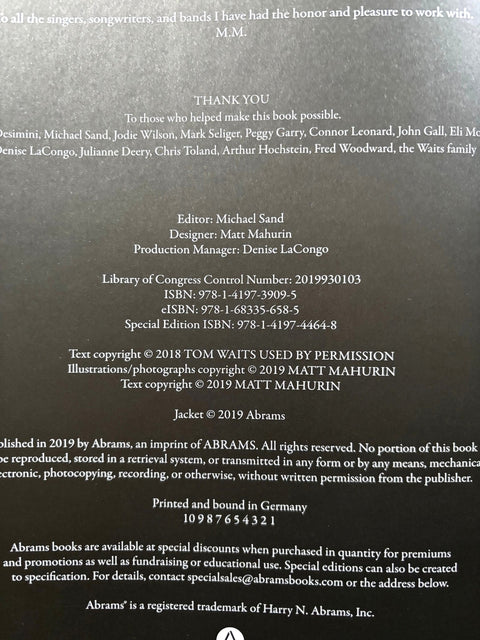 To all the singers, songwriters, and bands I have had the honor and pleasure to work with.
M.M.
THANK YOU
To those who helped make this book possible.
Desimini, Michael Sand, Jodie Wilson, Mark Seliger, Peggy Garry, Connor Leonard, John Gall, Eli
Denise LaCongo, Julianne Deery, Chris Toland, Arthur Hochstein, Fred Woodward, the Waits family
Editor: Michael Sand
Designer: Matt Mahurin
Production Manager: Denise LaCongo
Library of Congress Control Number: 2019930103
ISBN: 978-1-4197-3909-5
eISBN: 978-1-68335-658-5
Special Edition ISBN: 978-1-4197-4464-8
Text copyright © 2018 TOM WAITS USED BY PERMISSION
Illustrations/photographs copyright © 2019 MATT MAHURIN
Text copyright © 2019 MATT MAHURIN
Jacket © 2019 Abrams
blished in 2019 by Abrams, an imprint of ABRAMS. All rights reserved. No portion of this book
be reproduced, stored in a retrieval system, or transmitted in any form or by any means, mechanica
ectronic, photocopying, recording, or otherwise, without written permission from the publisher.
Printed and bound in Germany
10 9 8 7 6 5 4 3 2 1
Abrams books are available at special discounts when purchased in quantity for premiums
and promotions as well as fundraising or educational use. Special editions can also be created
to specification. For details, contact specialsales@abramsbooks.com or the address below.
Abrams® is a registered trademark of Harry N. Abrams, Inc.